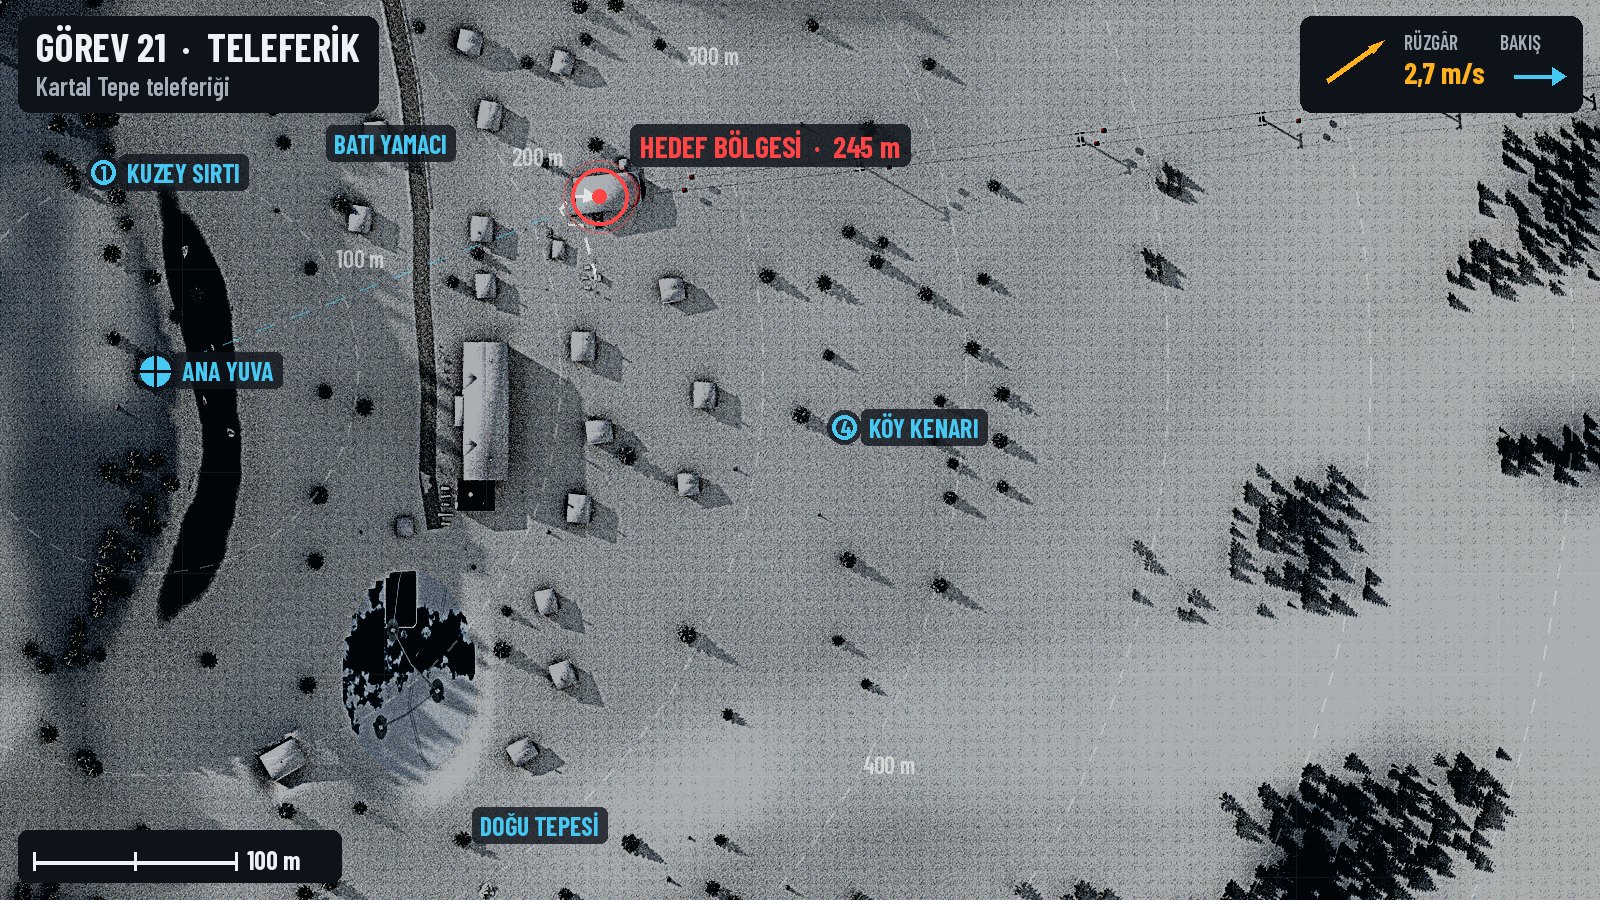 GÖREV 21 · TELEFERİK
Kartal Tepe teleferiği
RÜZGÂR
BAKIŞ
2,7 m/s
300 m
BATI YAMACI
200 m
HEDEF BÖLGESİ · 245 m
1 KUZEY SIRTI
100 m
ANA YUVA
4 KÖY KENARI
400 m
DOĞU TEPESİ
100 m